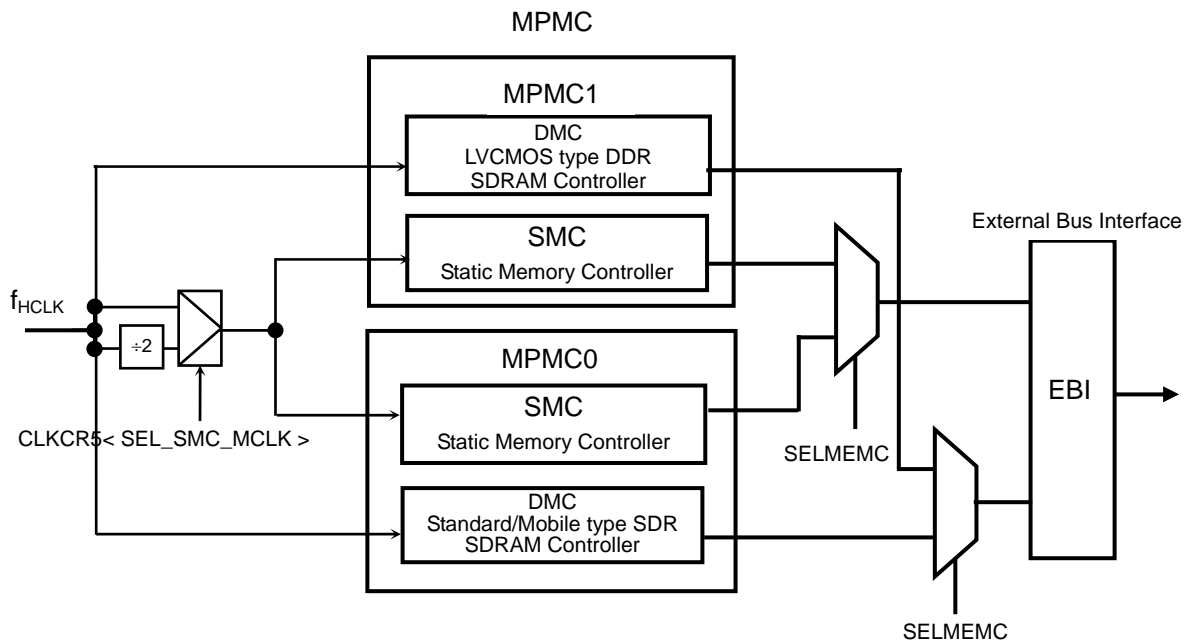 MPMC
MPMC1
DMC
LVCMOS type DDR
SDRAM Controller
SMC
Static Memory Controller
External Bus Interface
fHCLK
÷2
CLKCR5< SEL_SMC_MCLK >
MPMC0
SMC
Static Memory Controller
SELMEMC
EBI
DMC
Standard/Mobile type SDR
SDRAM Controller
SELMEMC